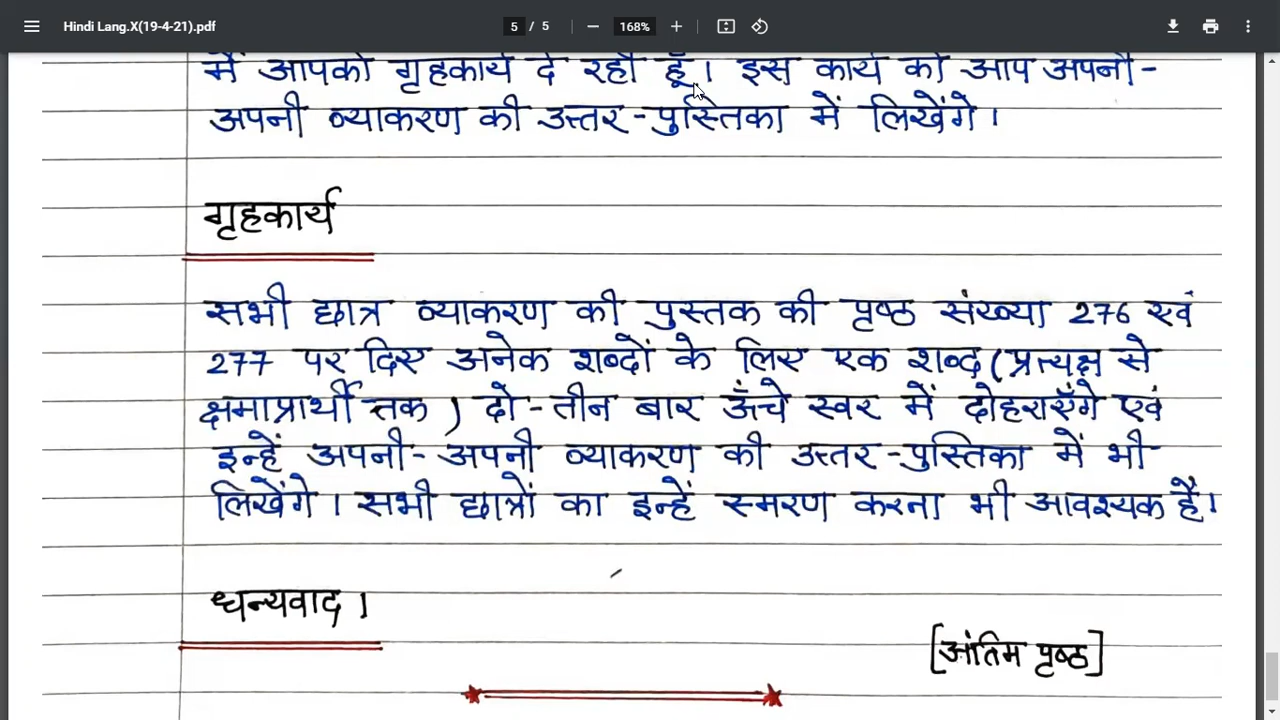 Hindi Lang.X(19-4-21).pdf
5 / 5
168%
में आपको गृहकार्य दे रही हूँ। इस कार्य को आप अपनी-
अपनी व्याकरण की उत्तर-पुस्तिका में लिखेंगे।
गृहकार्य
सभी छात्र व्याकरण की पुस्तक की पृष्ठ संख्या 276 एवं
277 पर दिए अनेक शब्दों के लिए एक शब्द (प्रत्यक्ष से
क्षमाप्रार्थी त्तक ) दो-तीन बार ऊँचे स्वर में दोहराएँगे एवं
इन्हें अपनी-अपनी व्याकरण की उत्तर-पुस्तिका में भी
लिखेंगे। सभी छात्रों का इन्हें स्मरण करना भी आवश्यक है।
धन्यवाद।
[अंतिम पृष्ठ]